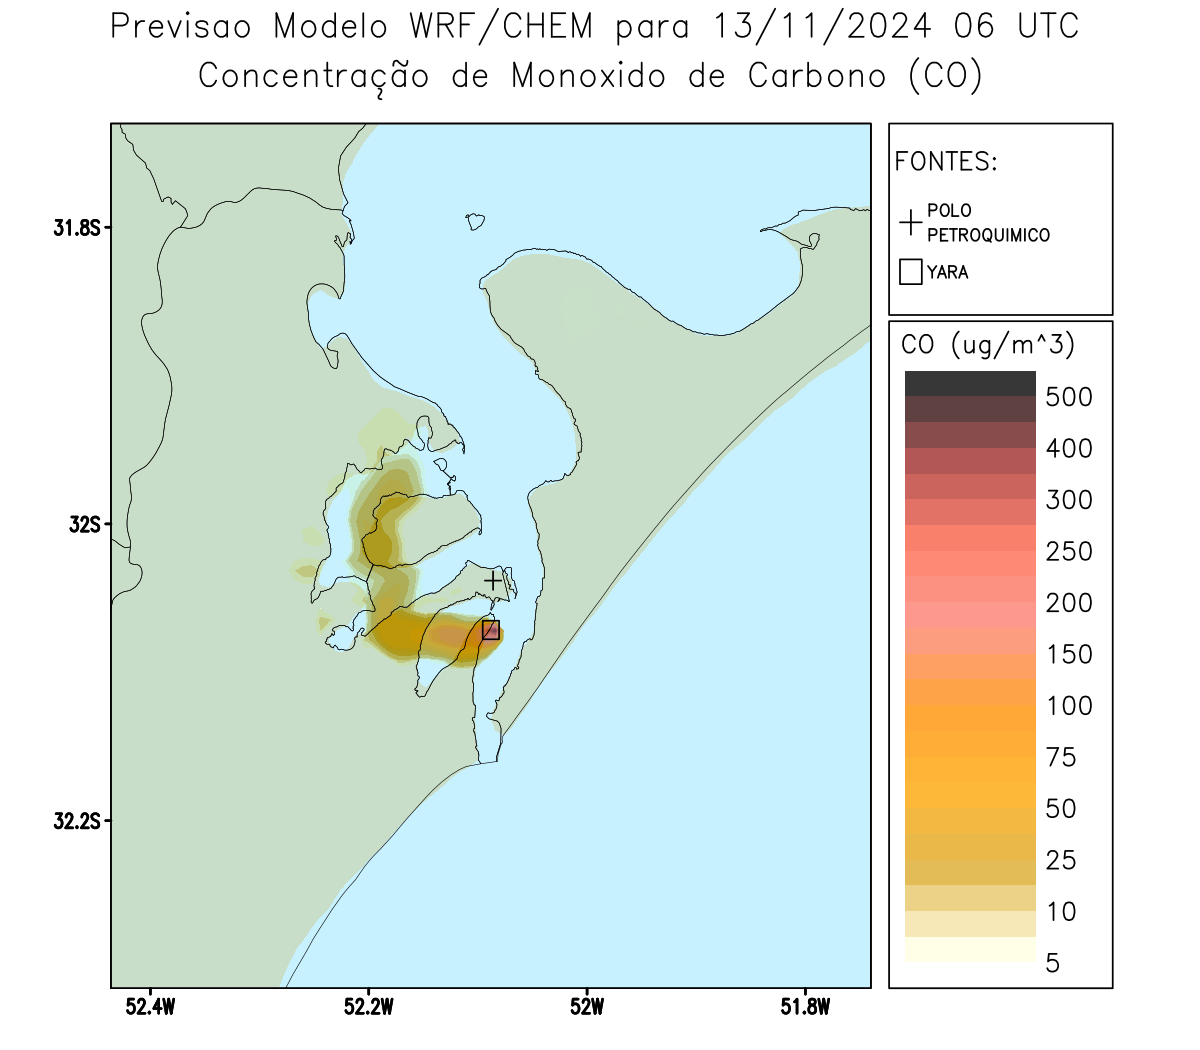 Previsao Modelo WRF/CHEM para 13/11/2024 06 UTC
Concentração de Monoxido de Carbono (CO)
FONTES:
POLO
PETROQUIMICO
YARA
CO (ug/m^3)
500
400
300
250
200
150
100
75
50
25
10
5
31.8S
32S
32.2S
52.4W
52.2W
52W
51.8W